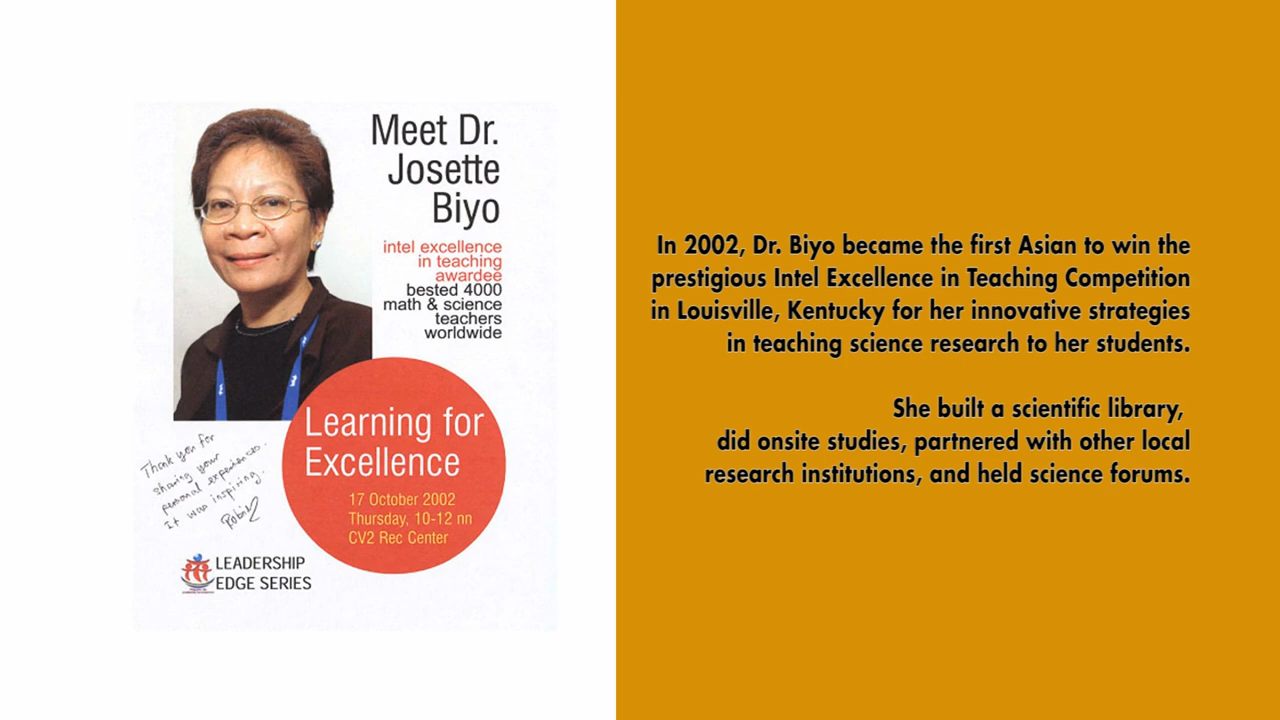 Meet Dr.
Josette
Biyo
intel excellence
in teaching
awardee
bested 4000
math & science
teachers
worldwide
Learning for
Excellence
17 October 2002
Thursday, 10-12 nn
CV2 Rec Center
Thank you for
sharing your
personal experiences.
It was inspiring.
LEADERSHIP
EDGE SERIES
In 2002, Dr. Biyo became the first Asian to win the
prestigious Intel Excellence in Teaching Competition
in Louisville, Kentucky for her innovative strategies
in teaching science research to her students.
She built a scientific library,
did onsite studies, partnered with other local
research institutions, and held science forums.